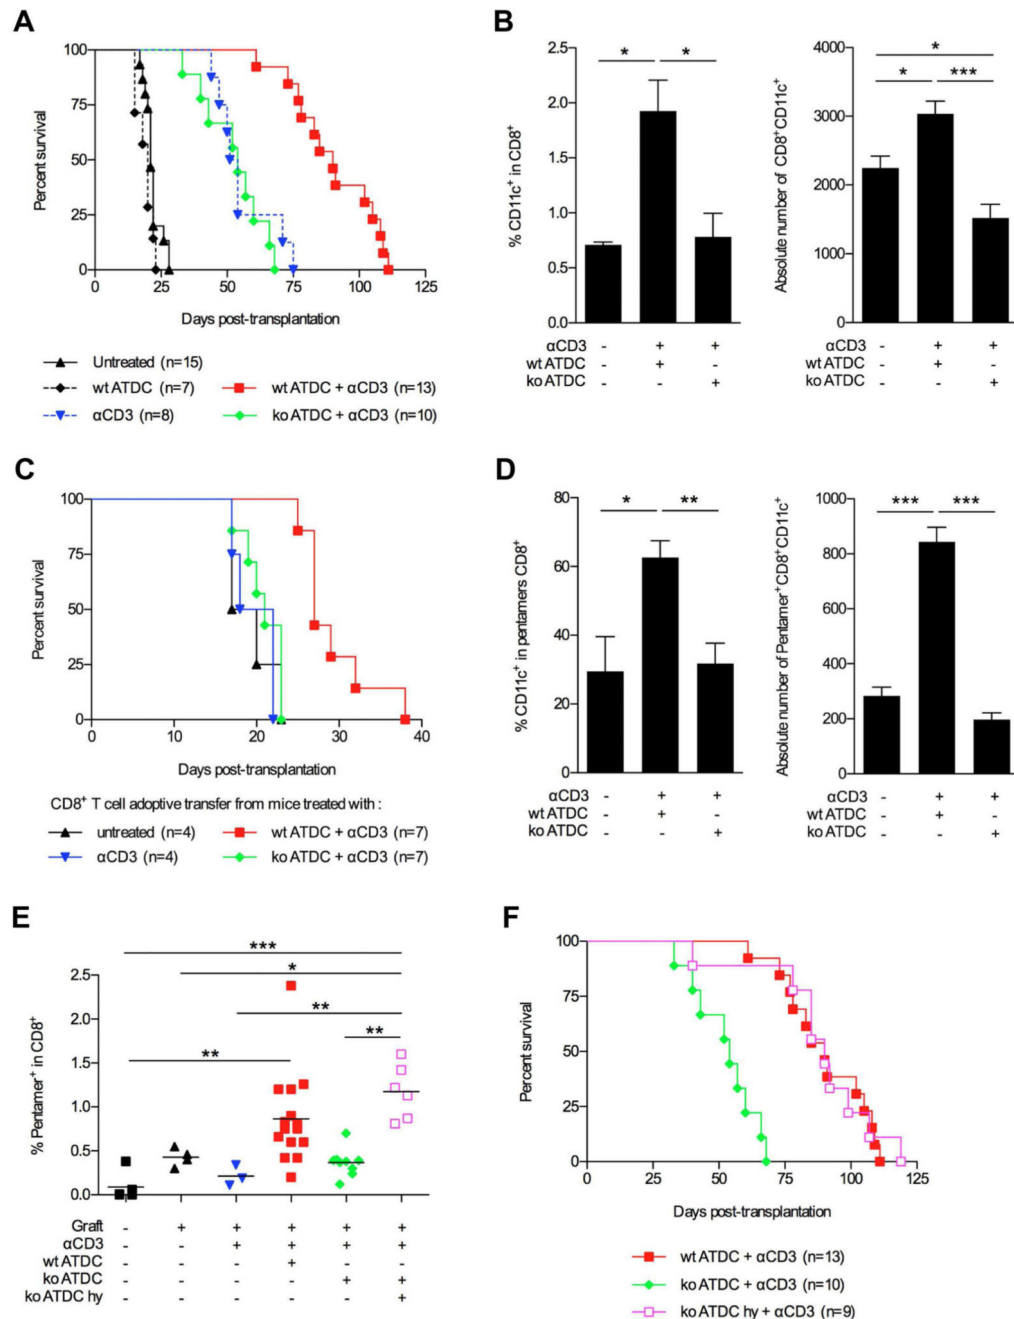 A
Percent survival
100
75
50
25
0
0 25 50 75 100 125
Days post-transplantation
Untreated (n=15)
wt ATDC (n=7)
wt ATDC + αCD3 (n=13)
αCD3 (n=8)
ko ATDC + αCD3 (n=10)
B
% CD11c+ in CD8+
2.5
2.0
1.5
1.0
0.5
0.0
* *
αCD3 - + +
wt ATDC - + -
ko ATDC - - +
Absolute number of CD8+CD11c+
4000
3000
2000
1000
0
*
* ***
αCD3 - + +
wt ATDC - + -
ko ATDC - - +
C
Percent survival
100
75
50
25
0
0 10 20 30 40
Days post-transplantation
CD8+ T cell adoptive transfer from mice treated with :
untreated (n=4)
wt ATDC + αCD3 (n=7)
αCD3 (n=4)
ko ATDC + αCD3 (n=7)
D
% CD11c+ in pentamers CD8+
80
60
40
20
0
* **
αCD3 - + +
wt ATDC - + -
ko ATDC - - +
Absolute number of Pentamer+CD8+CD11c+
1000
800
600
400
200
0
*** ***
αCD3 - + +
wt ATDC - + -
ko ATDC - - +
E
% Pentamer+ in CD8+
2.5
2.0
1.5
1.0
0.5
0.0
***
*
**
**
**
Graft - + + + + +
αCD3 - - + + + +
wt ATDC - - - + - -
ko ATDC - - - - + +
ko ATDC hy - - - - - +
F
Percent survival
100
75
50
25
0
0 25 50 75 100 125
Days post-transplantation
wt ATDC + αCD3 (n=13)
ko ATDC + αCD3 (n=10)
ko ATDC hy + αCD3 (n=9)